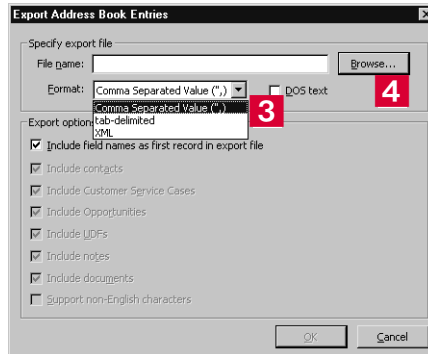 Export Address Book Entries
Specify export file
File name:
Browse...
Format: Comma Separated Value (",) DOS text
4
Comma Separated Value (",)
3
tab-delimited
XML
Export option
Include field names as first record in export file
Include contacts
Include Customer Service Cases
Include Opportunities
Include UDFs
Include notes
Include documents
Support non-English characters
OK Cancel